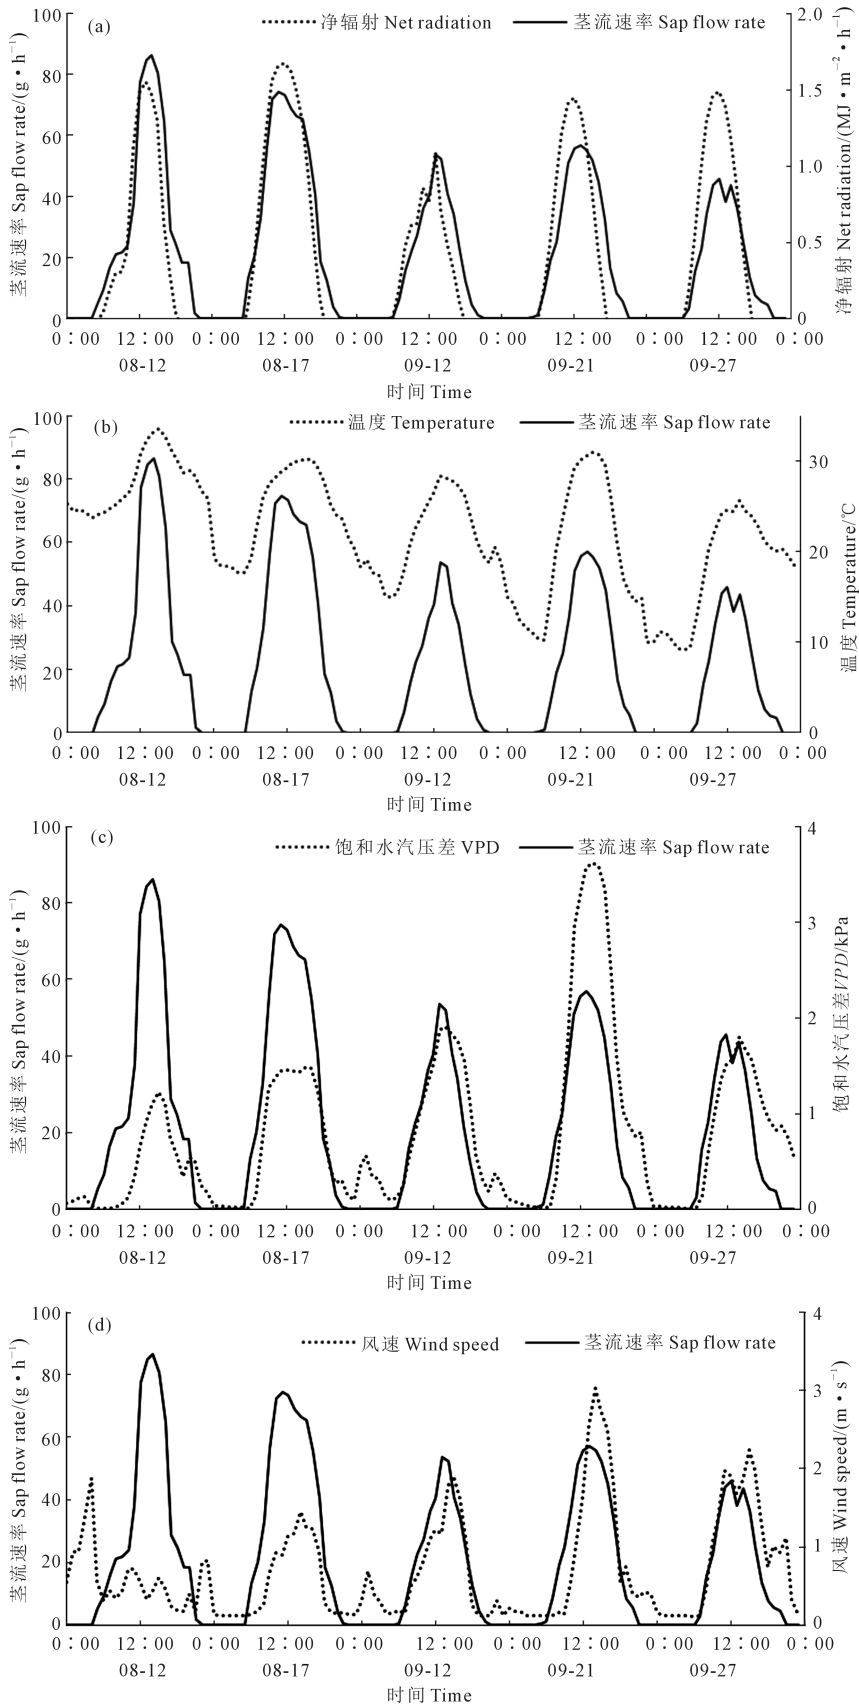 (a)
净辐射 Net radiation
茎流速率 Sap flow rate
茎流速率 Sap flow rate/(g·h⁻¹)
100
80
60
40
20
0
净辐射 Net radiation/(MJ·m⁻²·h⁻¹)
2.0
1.5
1.0
0.5
0
0:00 12:00 0:00 12:00 0:00 12:00 0:00 12:00 0:00 12:00 0:00
08-12 08-17 09-12 09-21 09-27
时间 Time
(b)
温度 Temperature
茎流速率 Sap flow rate
茎流速率 Sap flow rate/(g·h⁻¹)
100
80
60
40
20
0
温度 Temperature/℃
30
20
10
0
0:00 12:00 0:00 12:00 0:00 12:00 0:00 12:00 0:00 12:00 0:00
08-12 08-17 09-12 09-21 09-27
时间 Time
(c)
饱和水汽压差 VPD
茎流速率 Sap flow rate
茎流速率 Sap flow rate/(g·h⁻¹)
100
80
60
40
20
0
饱和水汽压差VPD/kPa
4
3
2
1
0
0:00 12:00 0:00 12:00 0:00 12:00 0:00 12:00 0:00 12:00 0:00
08-12 08-17 09-12 09-21 09-27
时间 Time
(d)
风速 Wind speed
茎流速率 Sap flow rate
茎流速率 Sap flow rate/(g·h⁻¹)
100
80
60
40
20
0
风速 Wind speed/(m·s⁻¹)
4
3
2
1
0
0:00 12:00 0:00 12:00 0:00 12:00 0:00 12:00 0:00 12:00 0:00
08-12 08-17 09-12 09-21 09-27
时间 Time